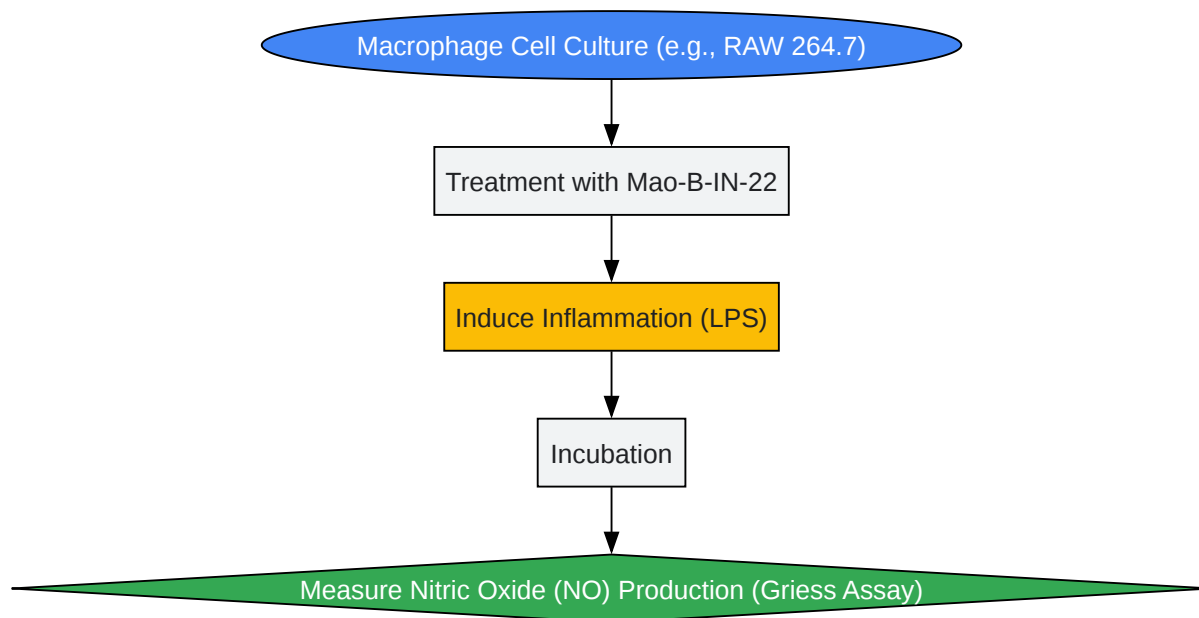 Macrophage Cell Culture (e.g., RAW 264.7)
Treatment with Mao-B-IN-22
Induce Inflammation (LPS)
Incubation
Measure Nitric Oxide (NO) Production (Griess Assay)